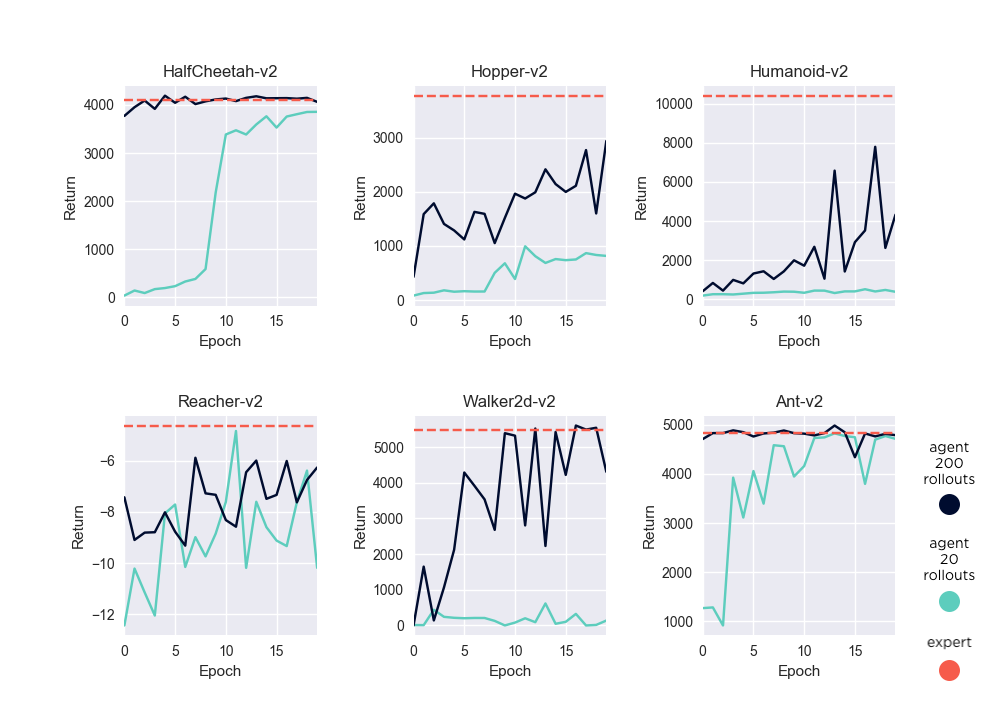 HalfCheetah-v2
Return
4000
3000
2000
1000
0
0 5 10 15
Epoch
Hopper-v2
Return
3000
2000
1000
0
0 5 10 15
Epoch
Humanoid-v2
Return
10000
8000
6000
4000
2000
0
0 5 10 15
Epoch
Reacher-v2
Return
−6
−8
−10
−12
0 5 10 15
Epoch
Walker2d-v2
Return
5000
4000
3000
2000
1000
0
0 5 10 15
Epoch
Ant-v2
Return
5000
4000
3000
2000
1000
0 5 10 15
Epoch
agent
200
rollouts
agent
20
rollouts
expert